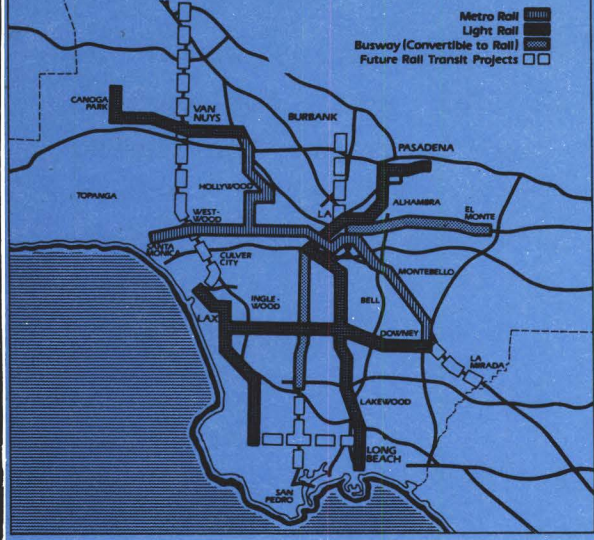 Metro Rail
Light Rail
Busway (Convertible to Rail)
Future Rail Transit Projects
CANOGA
PARK
VAN
NUYS
BURBANK
PASADENA
TOPANGA
HOLLYWOOD
ALHAMBRA
WEST-
WOOD
LA
EL
MONTE
SANTA
MONICA
CULVER
CITY
MONTEBELLO
INGLE-
WOOD
BELL
LAX
DOWNEY
LA
MIRADA
LAKEWOOD
LONG
BEACH
SAN
PEDRO